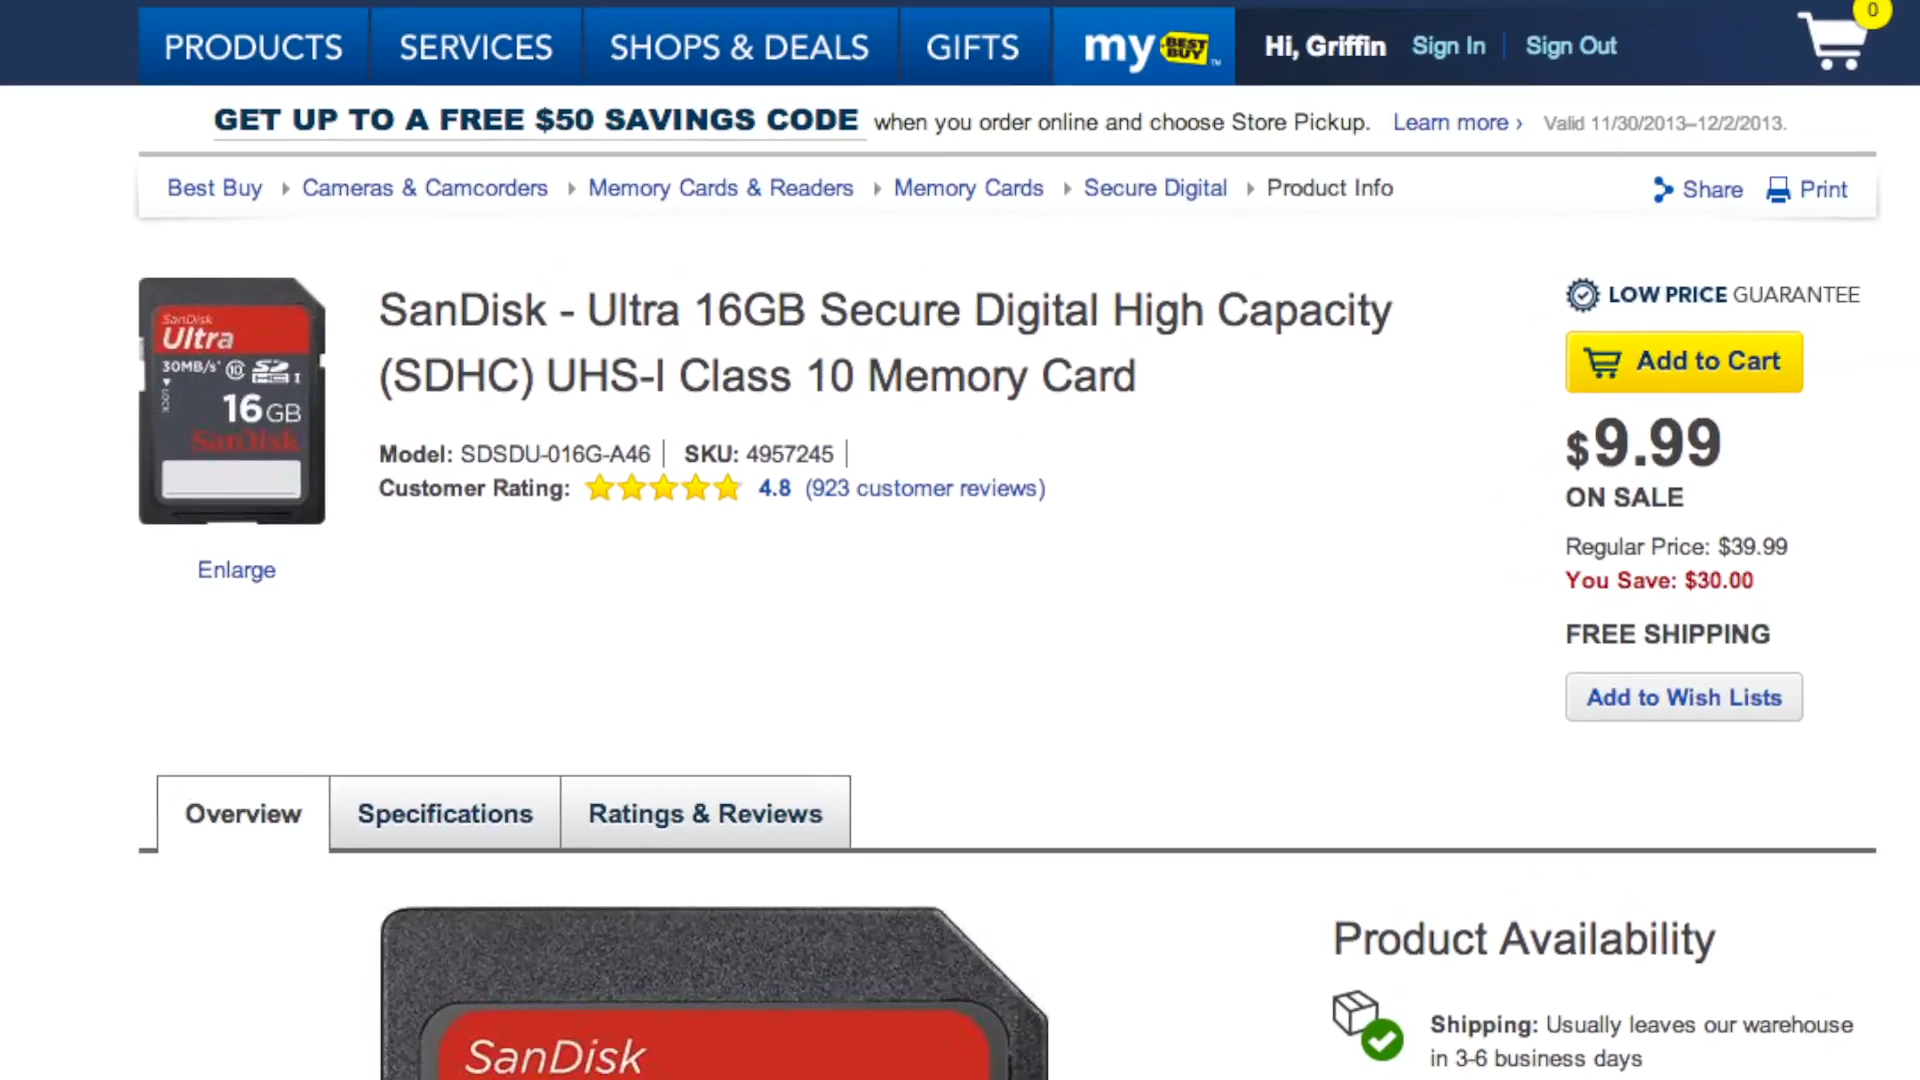 PRODUCTS SERVICES SHOPS & DEALS GIFTS my BEST BUY ™ Hi, Griffin Sign In Sign Out 0
GET UP TO A FREE $50 SAVINGS CODE when you order online and choose Store Pickup. Learn more › Valid 11/30/2013–12/2/2013.
Best Buy Cameras & Camcorders Memory Cards & Readers Memory Cards Secure Digital Product Info Share Print
SanDisk
Ultra
30MB/s* 10 SDHC I
LOCK
16GB
SanDisk
Enlarge
SanDisk - Ultra 16GB Secure Digital High Capacity
(SDHC) UHS-I Class 10 Memory Card
Model: SDSDU-016G-A46 SKU: 4957245
Customer Rating: 4.8 (923 customer reviews)
LOW PRICE GUARANTEE
Add to Cart
$9.99
ON SALE
Regular Price: $39.99
You Save: $30.00
FREE SHIPPING
Add to Wish Lists
Overview Specifications Ratings & Reviews
SanDisk
Product Availability
Shipping: Usually leaves our warehouse
in 3-6 business days